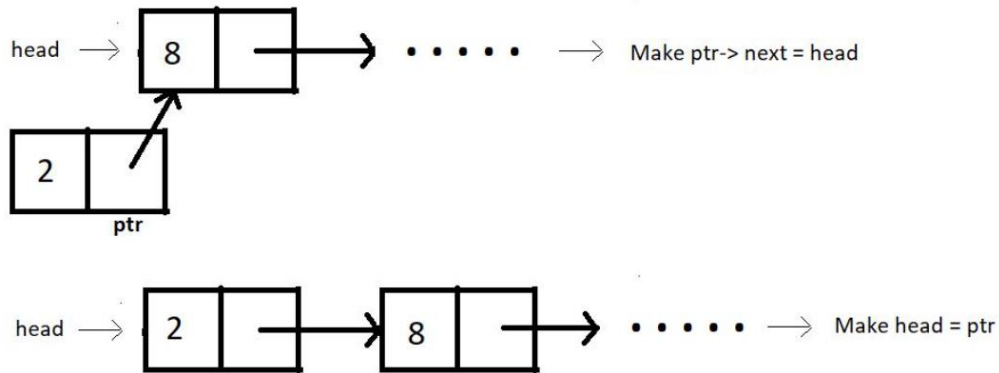 head
8
Make ptr-> next = head
2
ptr
head
2
8
Make head = ptr